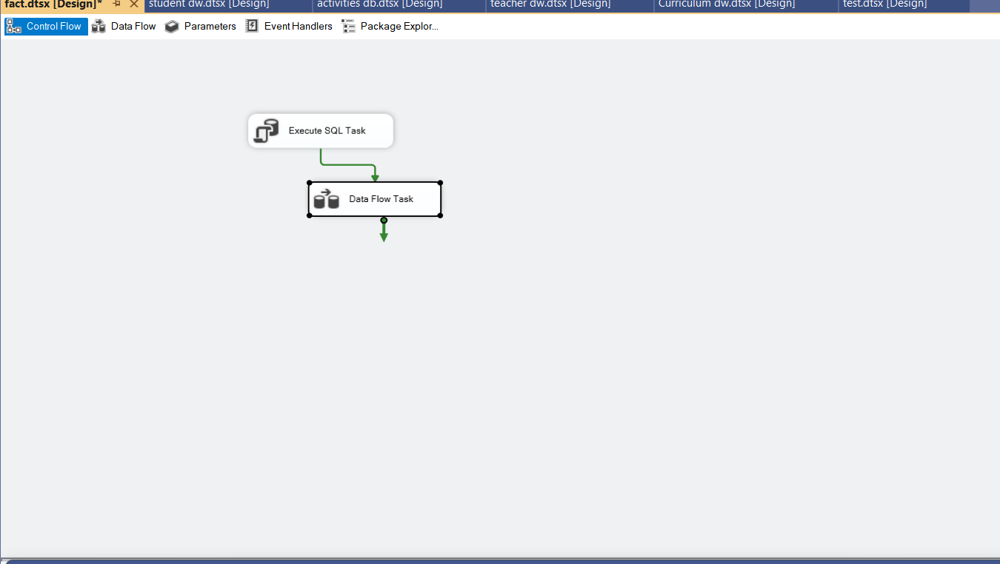 fact.dtsx [Design]* student dw.dtsx [Design] activities db.dtsx [Design] teacher dw.dtsx [Design] Curriculum dw.dtsx [Design] test.dtsx [Design]
Control Flow Data Flow Parameters Event Handlers Package Explor...
Execute SQL Task
Data Flow Task